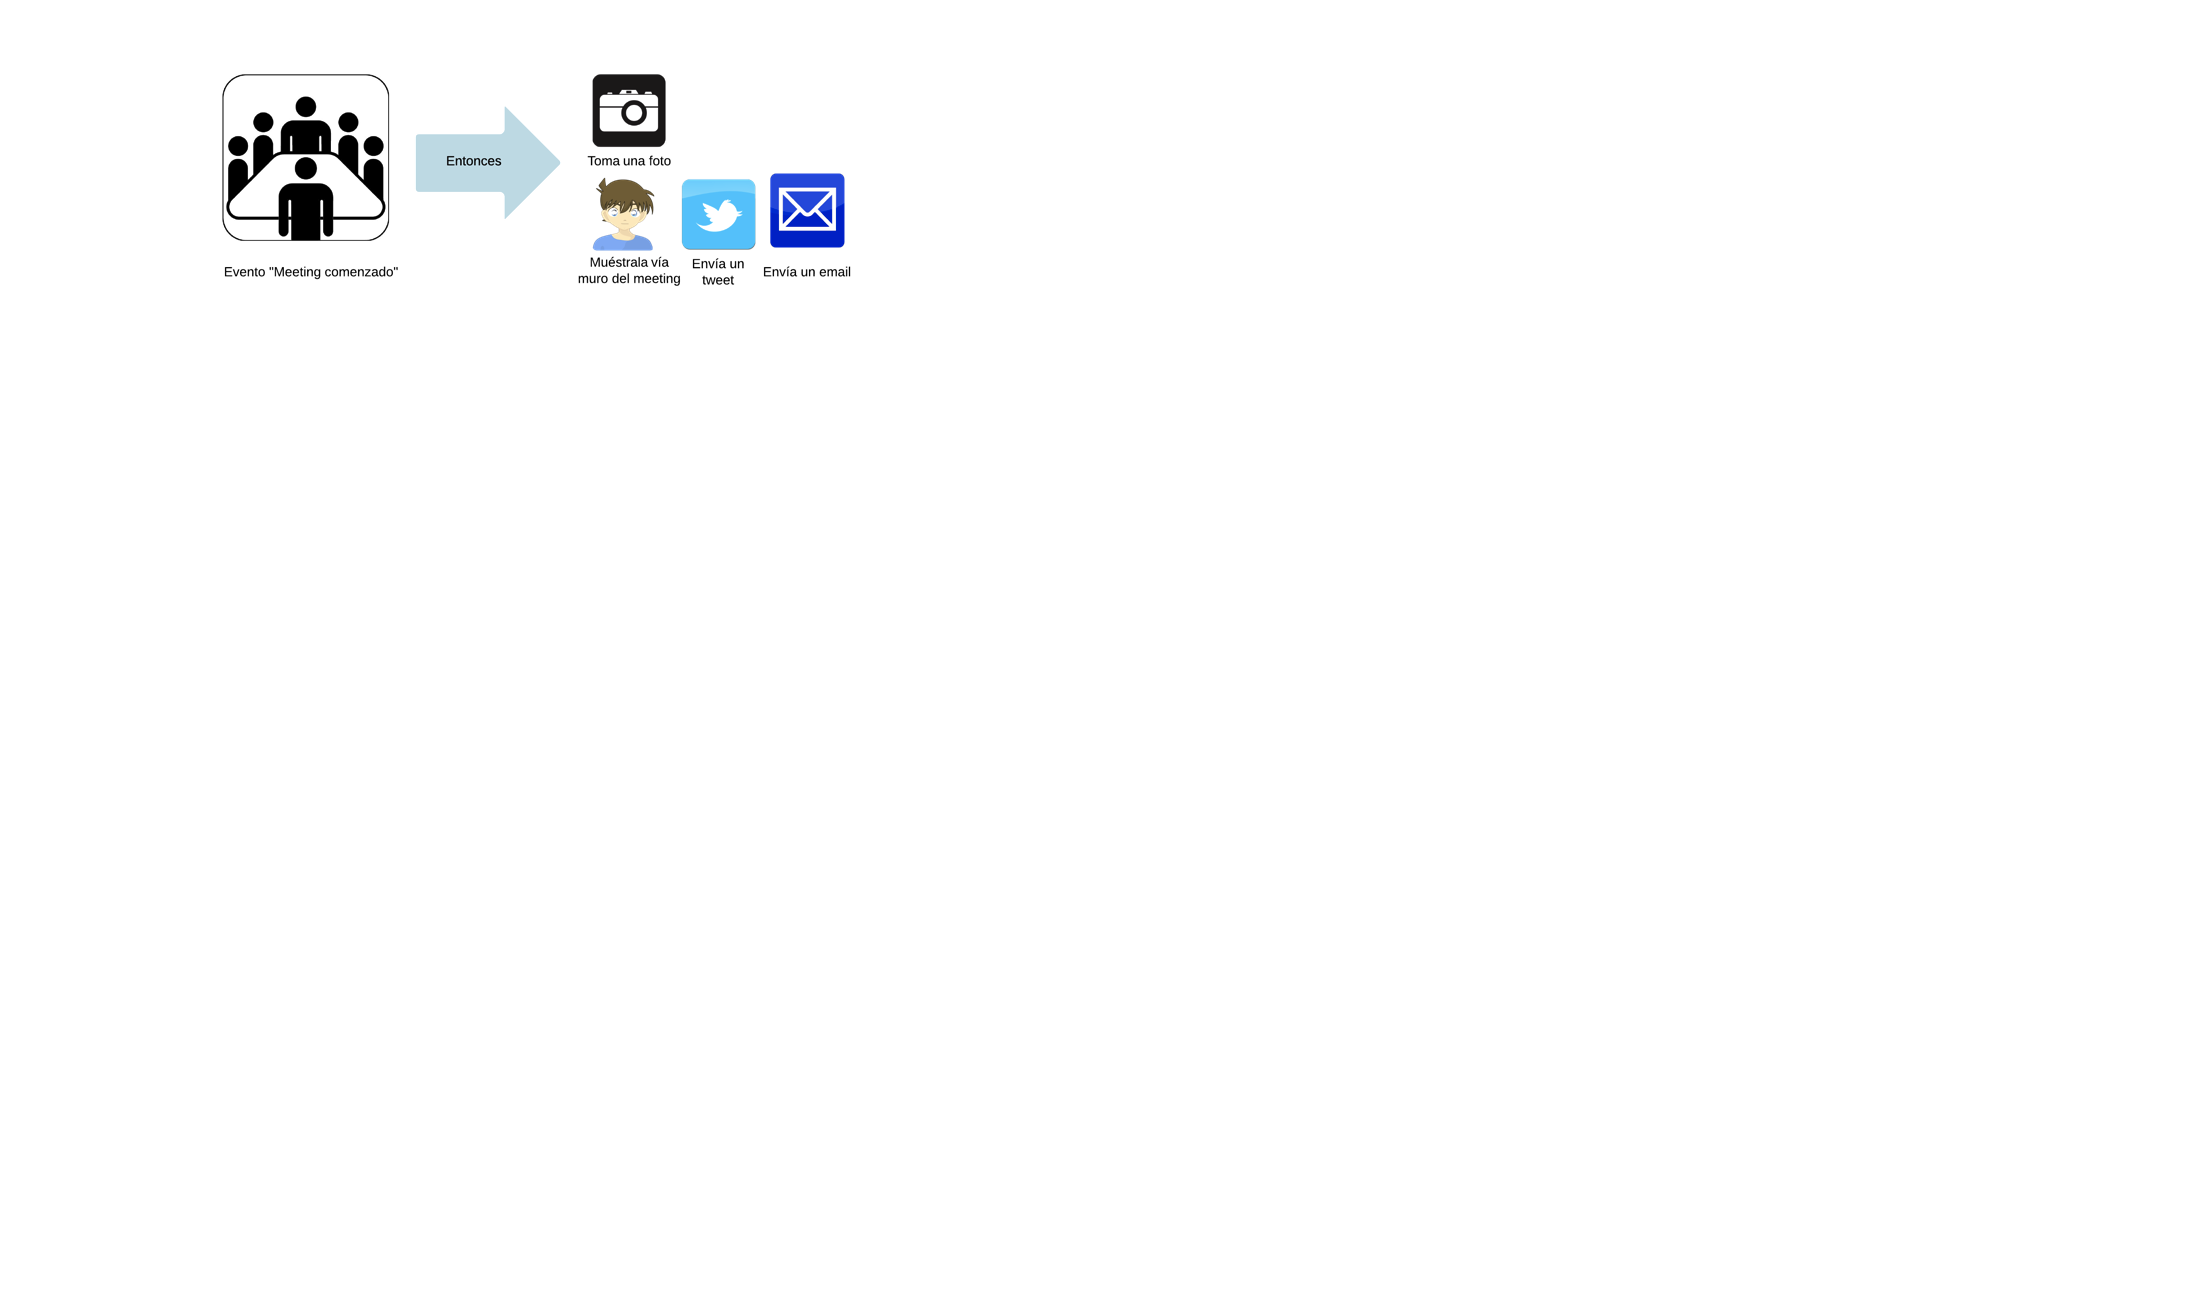 Entonces
Toma una foto
Muéstrala vía
muro del meeting
Envía un
tweet
Envía un email
Evento "Meeting comenzado"